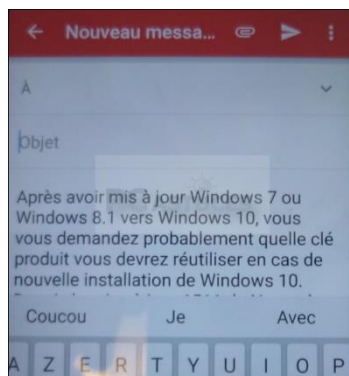 Nouveau messa...
À
Objet
Après avoir mis à jour Windows 7 ou
Windows 8.1 vers Windows 10, vous
vous demandez probablement quelle clé
produit vous devrez réutiliser en cas de
nouvelle installation de Windows 10.
Coucou Je Avec
A Z E R T Y U I O P